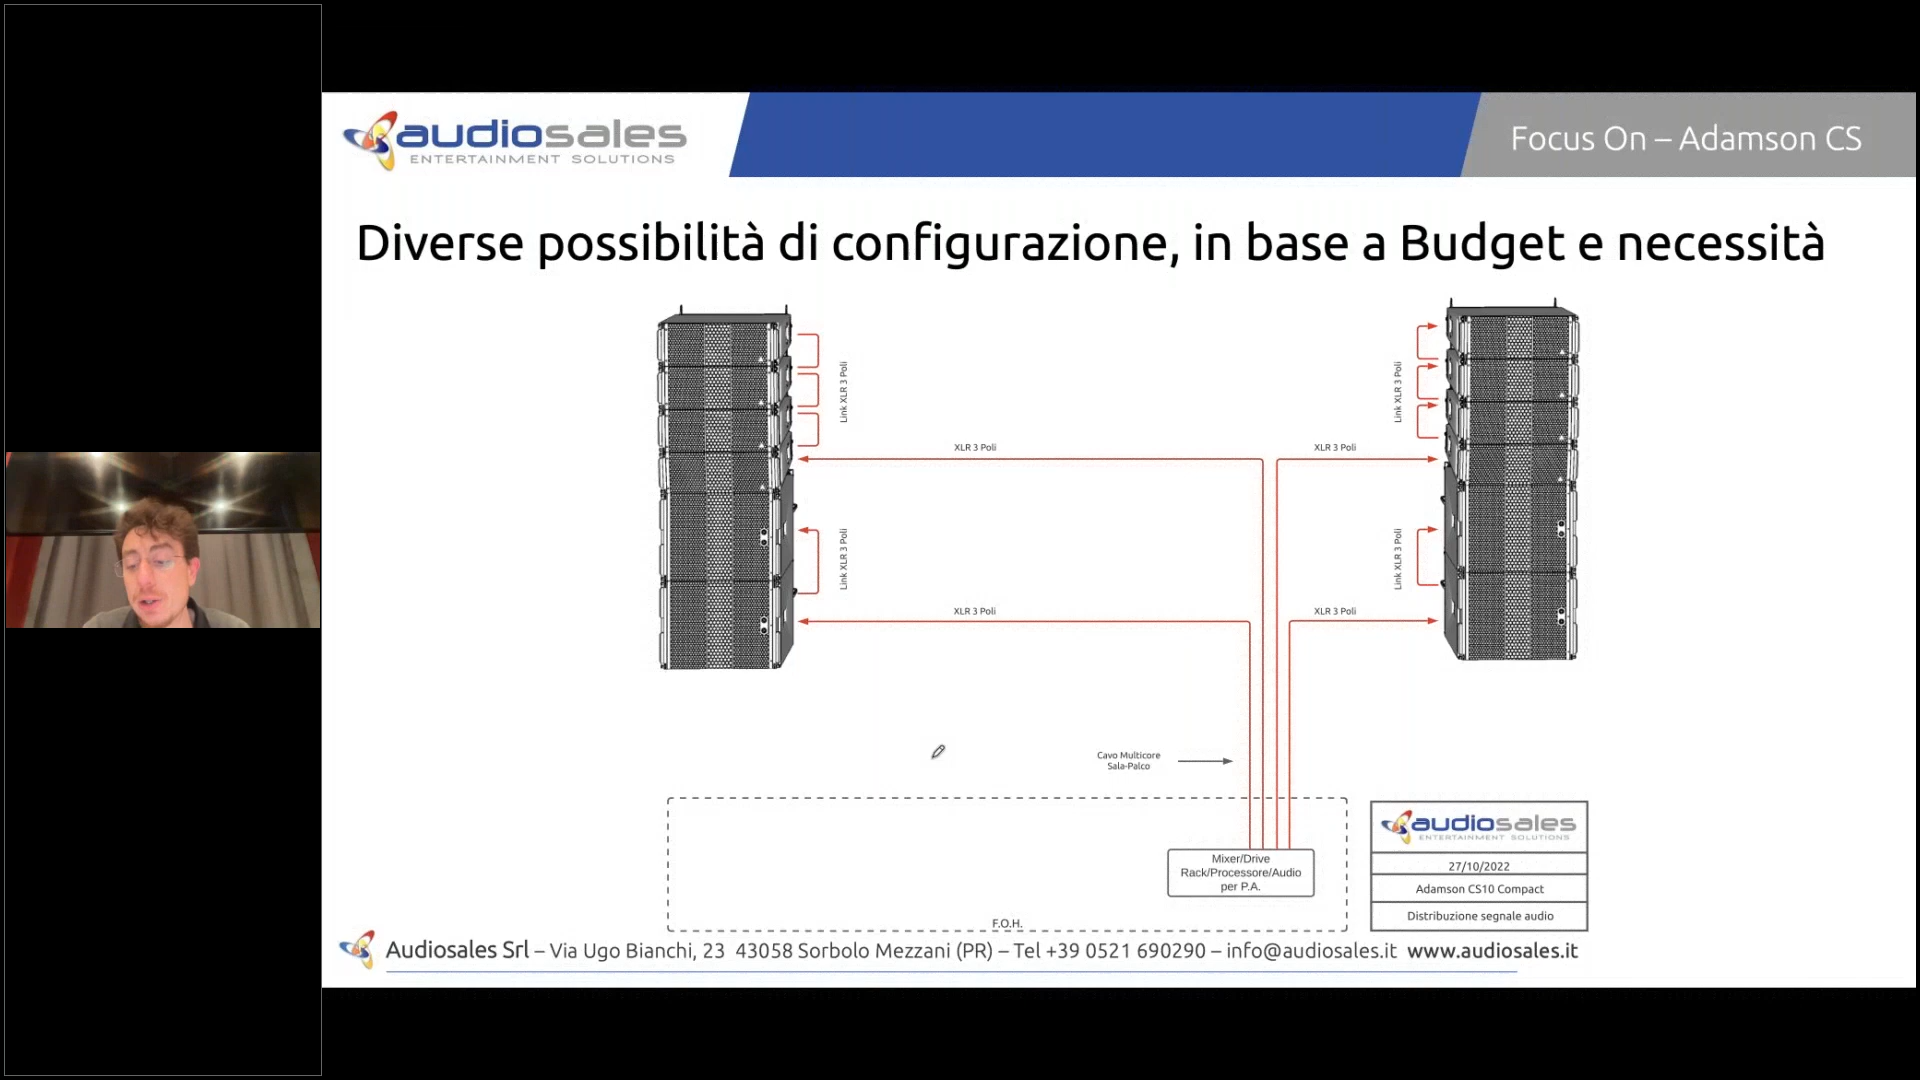 audiosales
ENTERTAINMENT SOLUTIONS
Focus On – Adamson CS
Diverse possibilità di configurazione, in base a Budget e necessità
Link XLR 3 Poli
Link XLR 3 Poli
XLR 3 Poli
XLR 3 Poli
Link XLR 3 Poli
Link XLR 3 Poli
XLR 3 Poli
XLR 3 Poli
Cavo Multicore
Sala-Palco
Mixer/Drive
Rack/Processore/Audio
per P.A.
F.O.H.
audiosales
ENTERTAINMENT SOLUTIONS
27/10/2022
Adamson CS10 Compact
Distribuzione segnale audio
Audiosales Srl – Via Ugo Bianchi, 23 43058 Sorbolo Mezzani (PR) – Tel +39 0521 690290 – info@audiosales.it www.audiosales.it